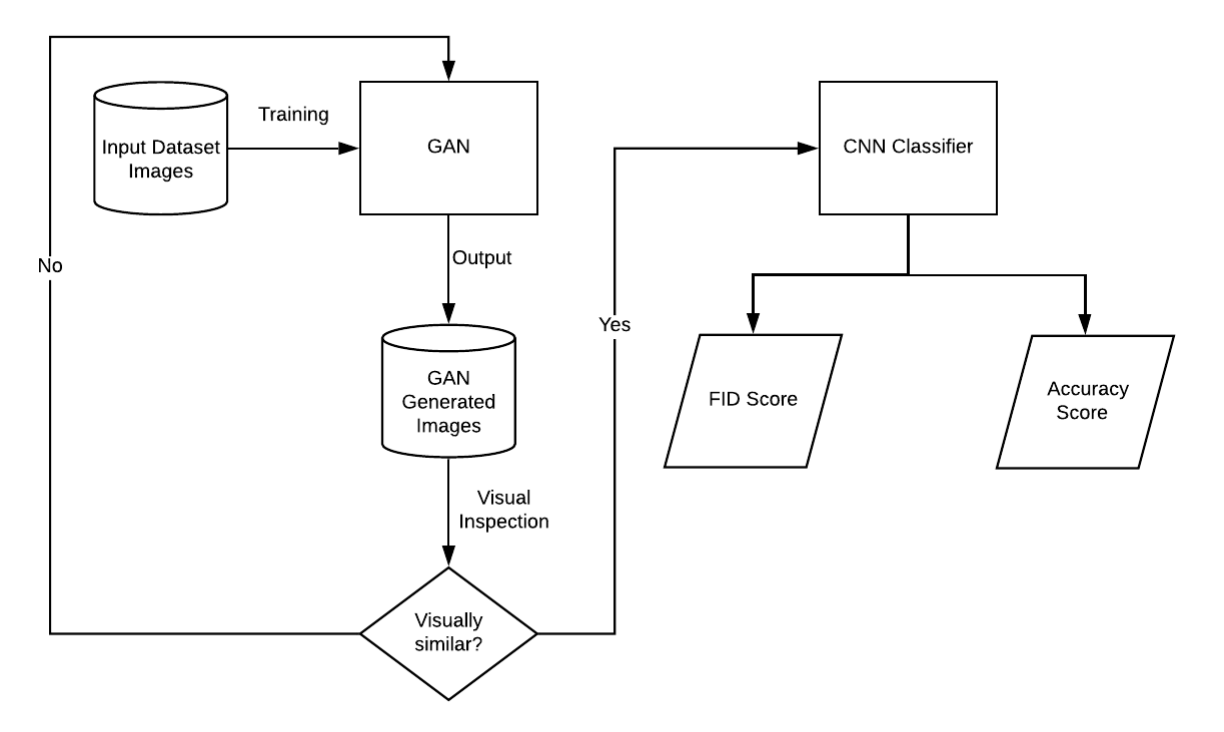 Training
Input Dataset
Images
GAN
CNN Classifier
Output
No
Yes
GAN
Generated
Images
FID Score
Accuracy
Score
Visual
Inspection
Visually
similar?